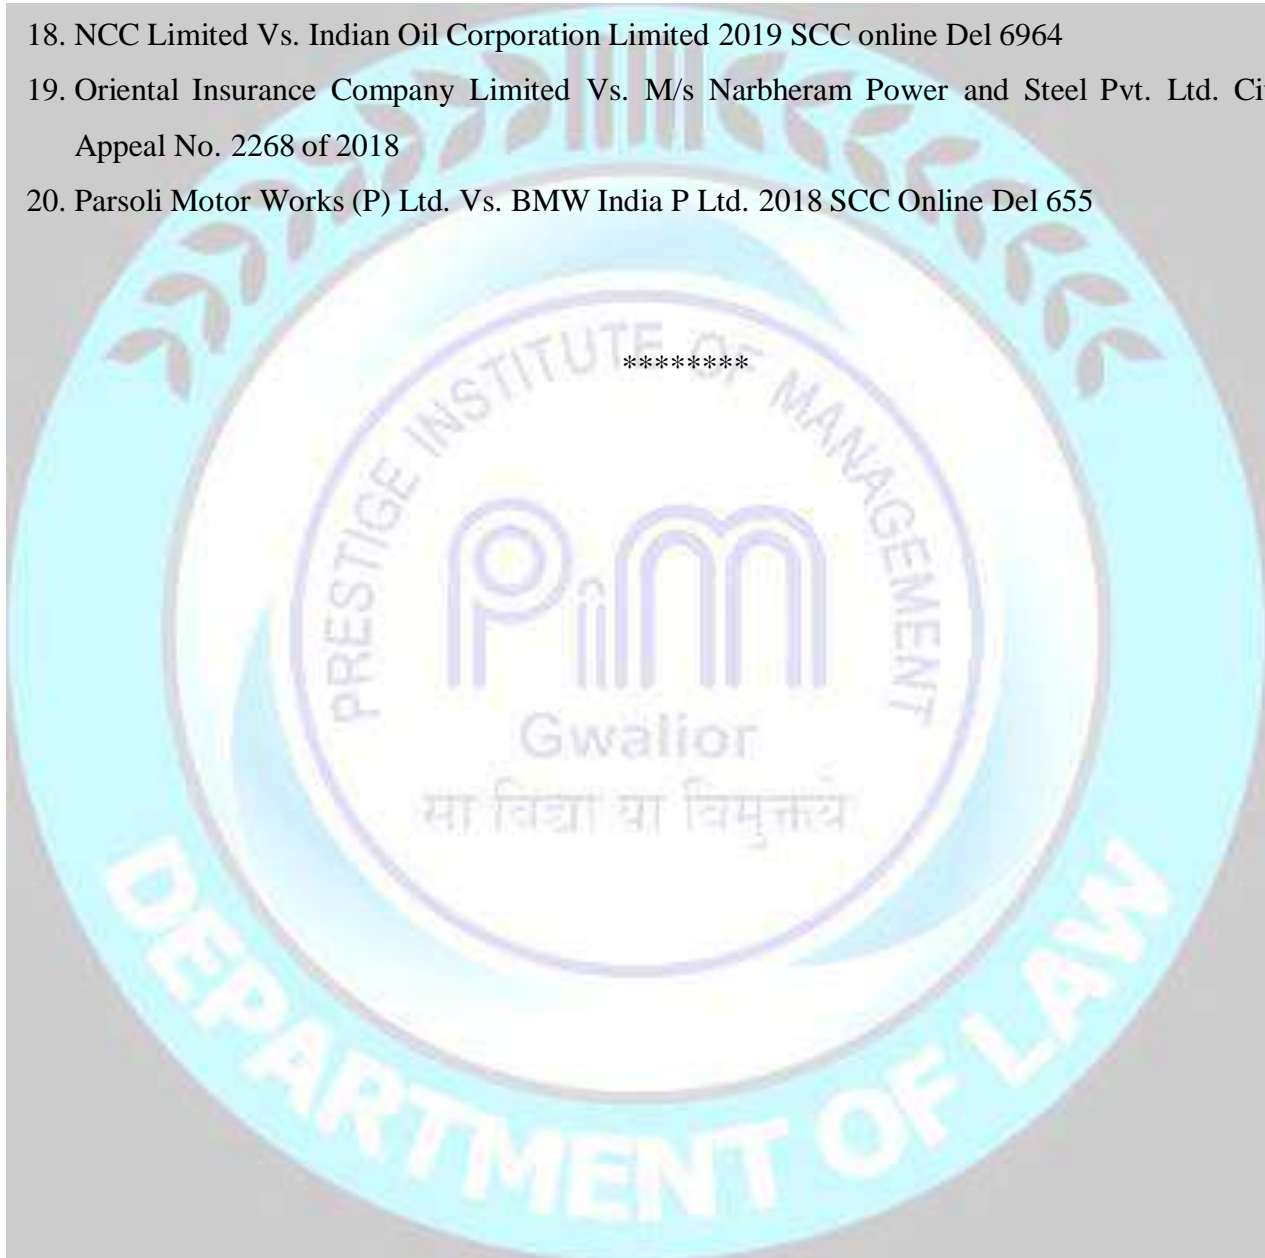 18. NCC Limited Vs. Indian Oil Corporation Limited 2019 SCC online Del 6964
19. Oriental Insurance Company Limited Vs. M/s Narbheram Power and Steel Pvt. Ltd. Ci
Appeal No. 2268 of 2018
20. Parsoli Motor Works (P) Ltd. Vs. BMW India P Ltd. 2018 SCC Online Del 655
********
PRESTIGE INSTITUTE OF MANAGEMENT
PiM
Gwalior
सा विद्या या विमुक्तये
DEPARTMENT OF LAW